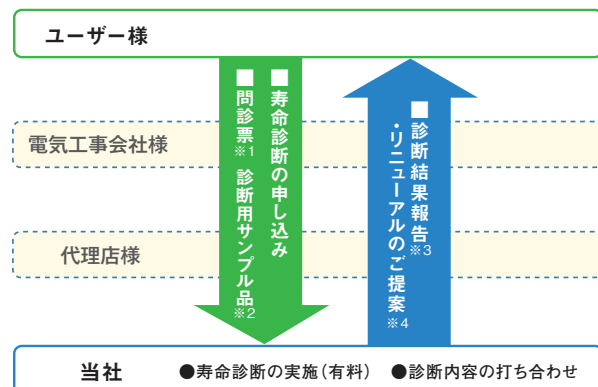 ユーザー様
■寿命診断の申し込み
■問診票※1 診断用サンプル品※2
■診断結果報告※3
・リニューアルのご提案※4
電気工事会社様
代理店様
当社 ●寿命診断の実施(有料) ●診断内容の打ち合わせ